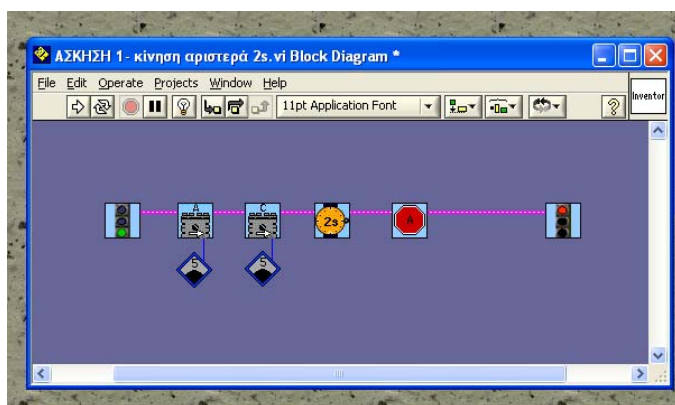 ΑΣΚΗΣΗ 1- κίνηση αριστερά 2s.vi Block Diagram *
File Edit Operate Projects Window Help
11pt Application Font
?
Inventor
A
C
2s
A
5
5